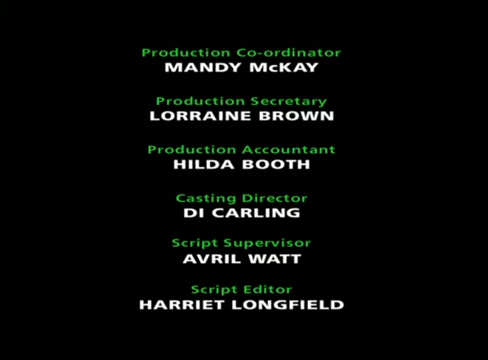 Production Co-ordinator
MANDY McKAY
Production Secretary
LORRAINE BROWN
Production Accountant
HILDA BOOTH
Casting Director
DI CARLING
Script Supervisor
AVRIL WATT
Script Editor
HARRIET LONGFIELD